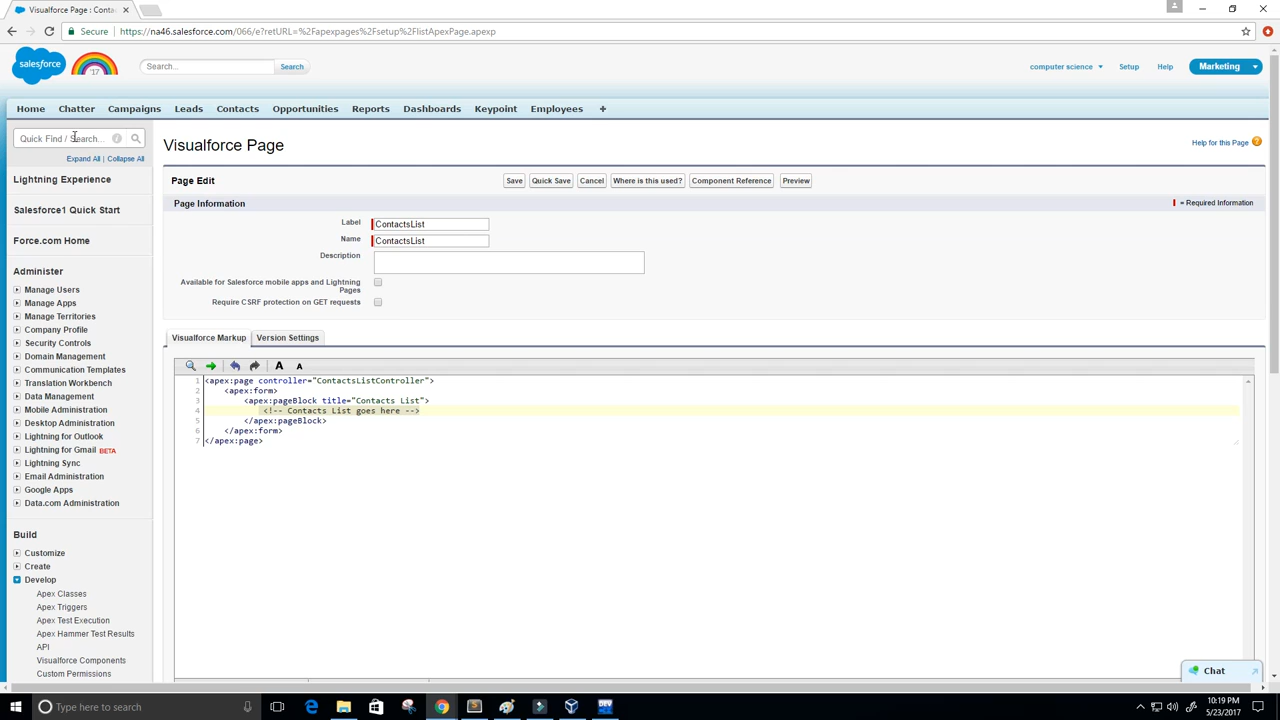 Visualforce Page : Contac
Secure
https://na46.salesforce.com/066/e?retURL=%2Fapexpages%2Fsetup%2FlistApexPage.apexp
salesforce
'17
Search...
Search
computer science
Setup
Help
Marketing
Home
Chatter
Campaigns
Leads
Contacts
Opportunities
Reports
Dashboards
Keypoint
Employees
+
Quick Find / Search...
Expand All | Collapse All
Lightning Experience
Salesforce1 Quick Start
Force.com Home
Administer
Manage Users
Manage Apps
Manage Territories
Company Profile
Security Controls
Domain Management
Communication Templates
Translation Workbench
Data Management
Mobile Administration
Desktop Administration
Lightning for Outlook
Lightning for Gmail BETA
Lightning Sync
Email Administration
Google Apps
Data.com Administration
Build
Customize
Create
Develop
Apex Classes
Apex Triggers
Apex Test Execution
Apex Hammer Test Results
API
Visualforce Components
Custom Permissions
Visualforce Page
Help for this Page
Page Edit
Save
Quick Save
Cancel
Where is this used?
Component Reference
Preview
Page Information
= Required Information
Label
ContactsList
Name
ContactsList
Description
Available for Salesforce mobile apps and Lightning
Pages
Require CSRF protection on GET requests
Visualforce Markup
Version Settings
A
A
1 <apex:page controller="ContactsListController">
2 <apex:form>
3 <apex:pageBlock title="Contacts List">
4 <!-- Contacts List goes here -->
5 </apex:pageBlock>
6 </apex:form>
7 </apex:page>
Chat
Type here to search
DEV
10:19 PM
5/23/2017